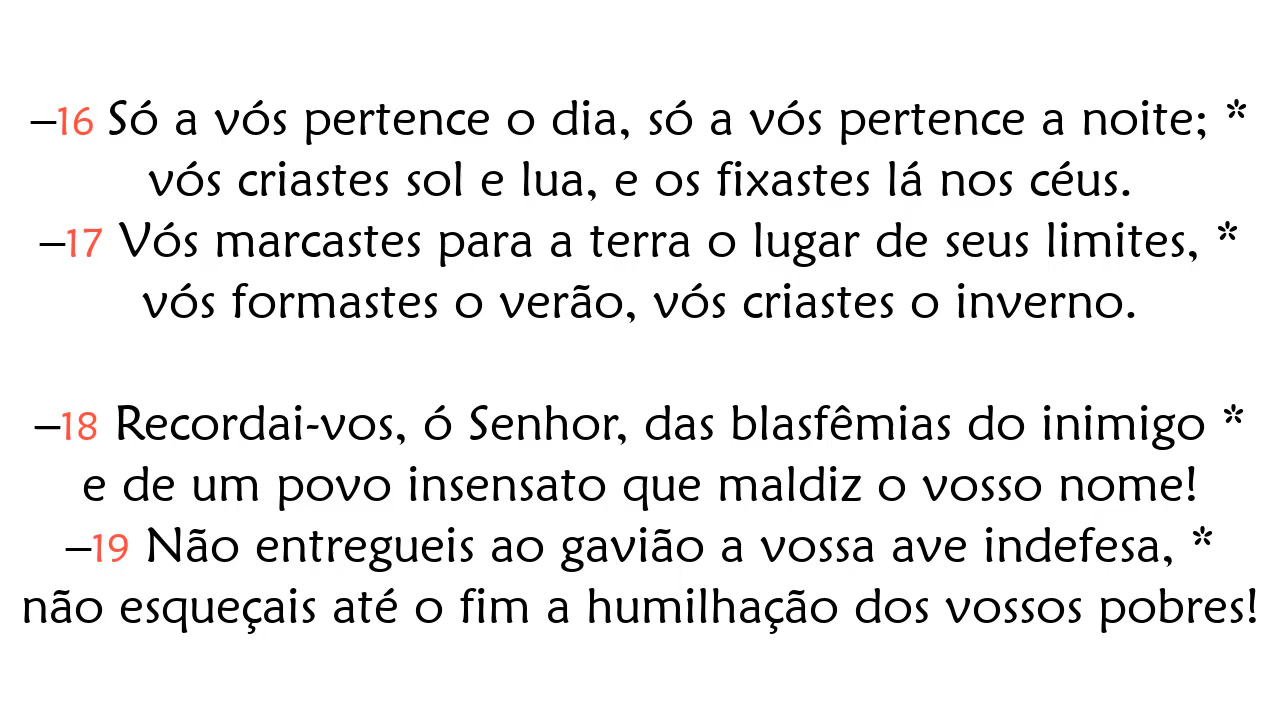 –16 Só a vós pertence o dia, só a vós pertence a noite; *
vós criastes sol e lua, e os fixastes lá nos céus.
–17 Vós marcastes para a terra o lugar de seus limites, *
vós formastes o verão, vós criastes o inverno.
–18 Recordai-vos, ó Senhor, das blasfêmias do inimigo *
e de um povo insensato que maldiz o vosso nome!
–19 Não entregueis ao gavião a vossa ave indefesa, *
não esqueçais até o fim a humilhação dos vossos pobres!